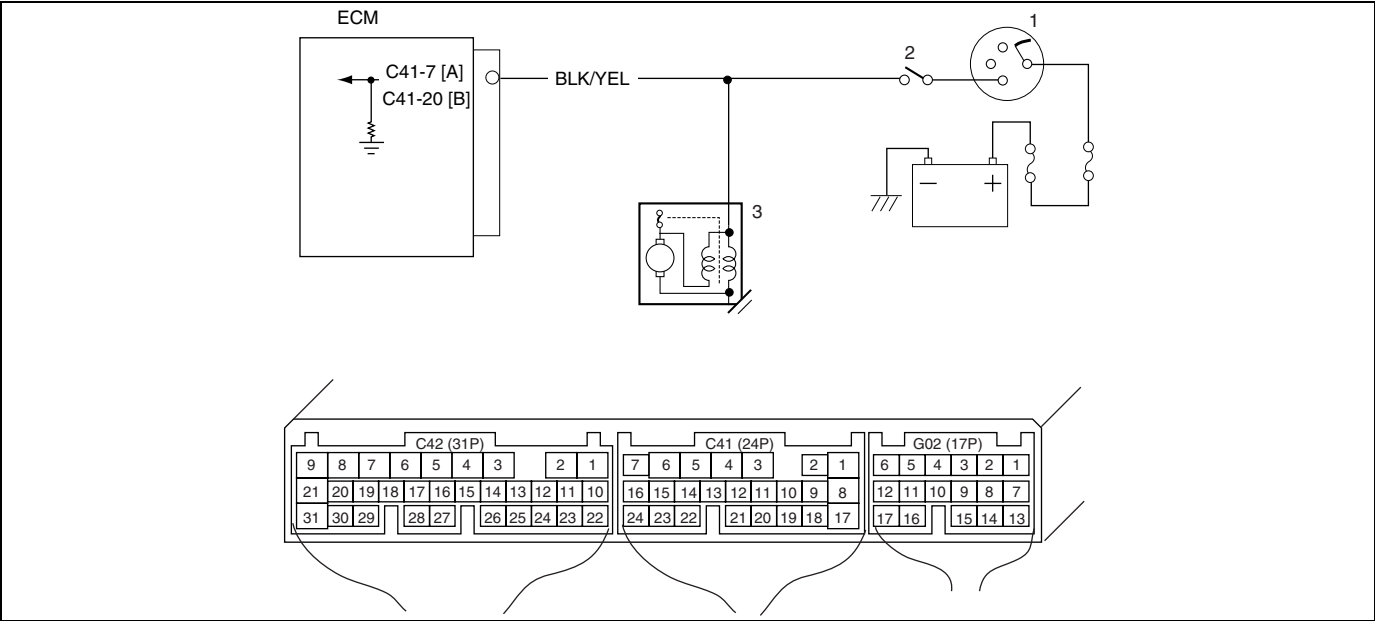 ECM
1
2
C41-7 [A]
BLK/YEL
C41-20 [B]
3
− +
C42 (31P) C41 (24P) G02 (17P)
9 8 7 6 5 4 3 2 1 7 6 5 4 3 2 1 6 5 4 3 2 1
21 20 19 18 17 16 15 14 13 12 11 10 16 15 14 13 12 11 10 9 8 12 11 10 9 8 7
31 30 29 28 27 26 25 24 23 22 24 23 22 21 20 19 18 17 17 16 15 14 13